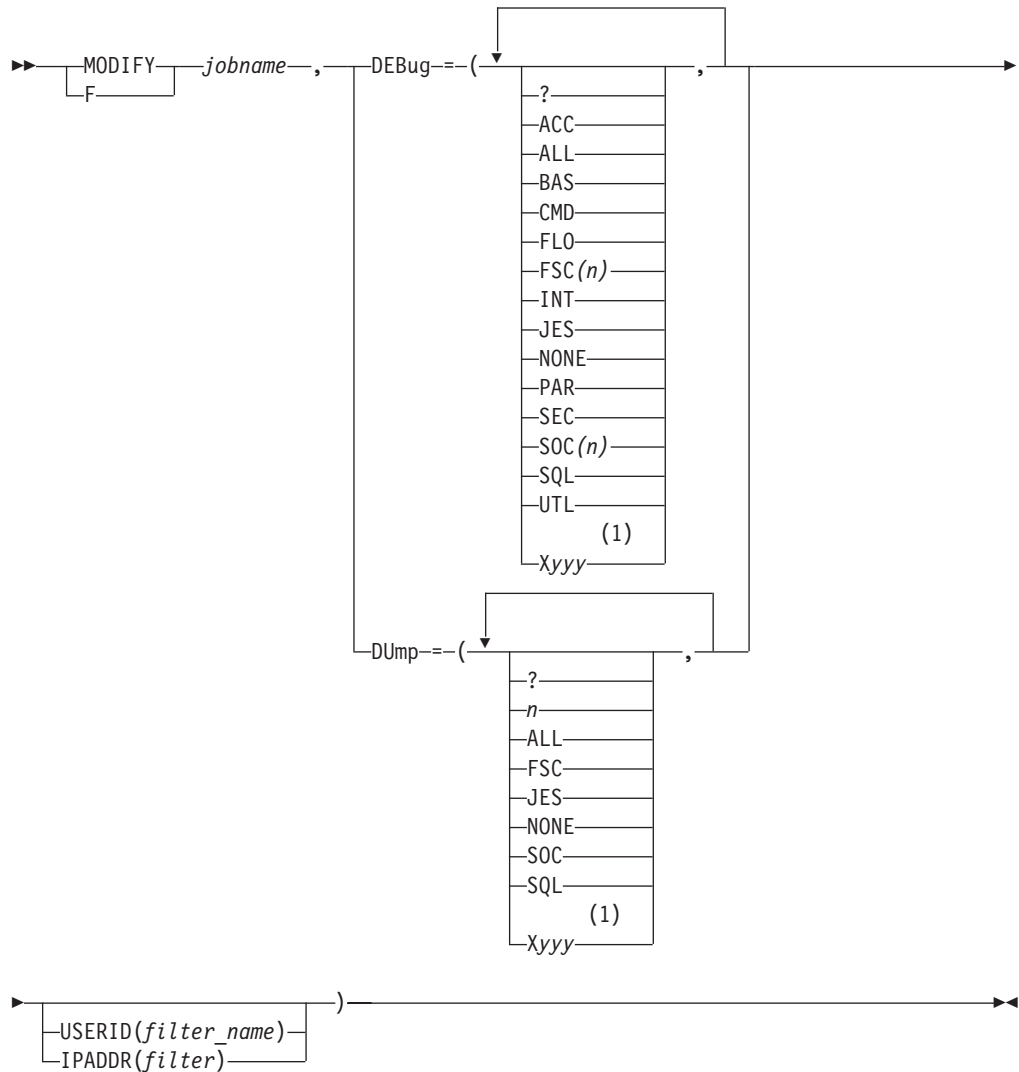 MODIFY jobname , DEBug = ( ,
F
?
ACC
ALL
BAS
CMD
FLO
FSC(n)
INT
JES
NONE
PAR
SEC
SOC(n)
SQL
UTL
(1)
Xyyy
DUmp = ( ,
?
n
ALL
FSC
JES
NONE
SOC
SQL
(1)
Xyyy
)
USERID(filter_name)
IPADDR(filter)